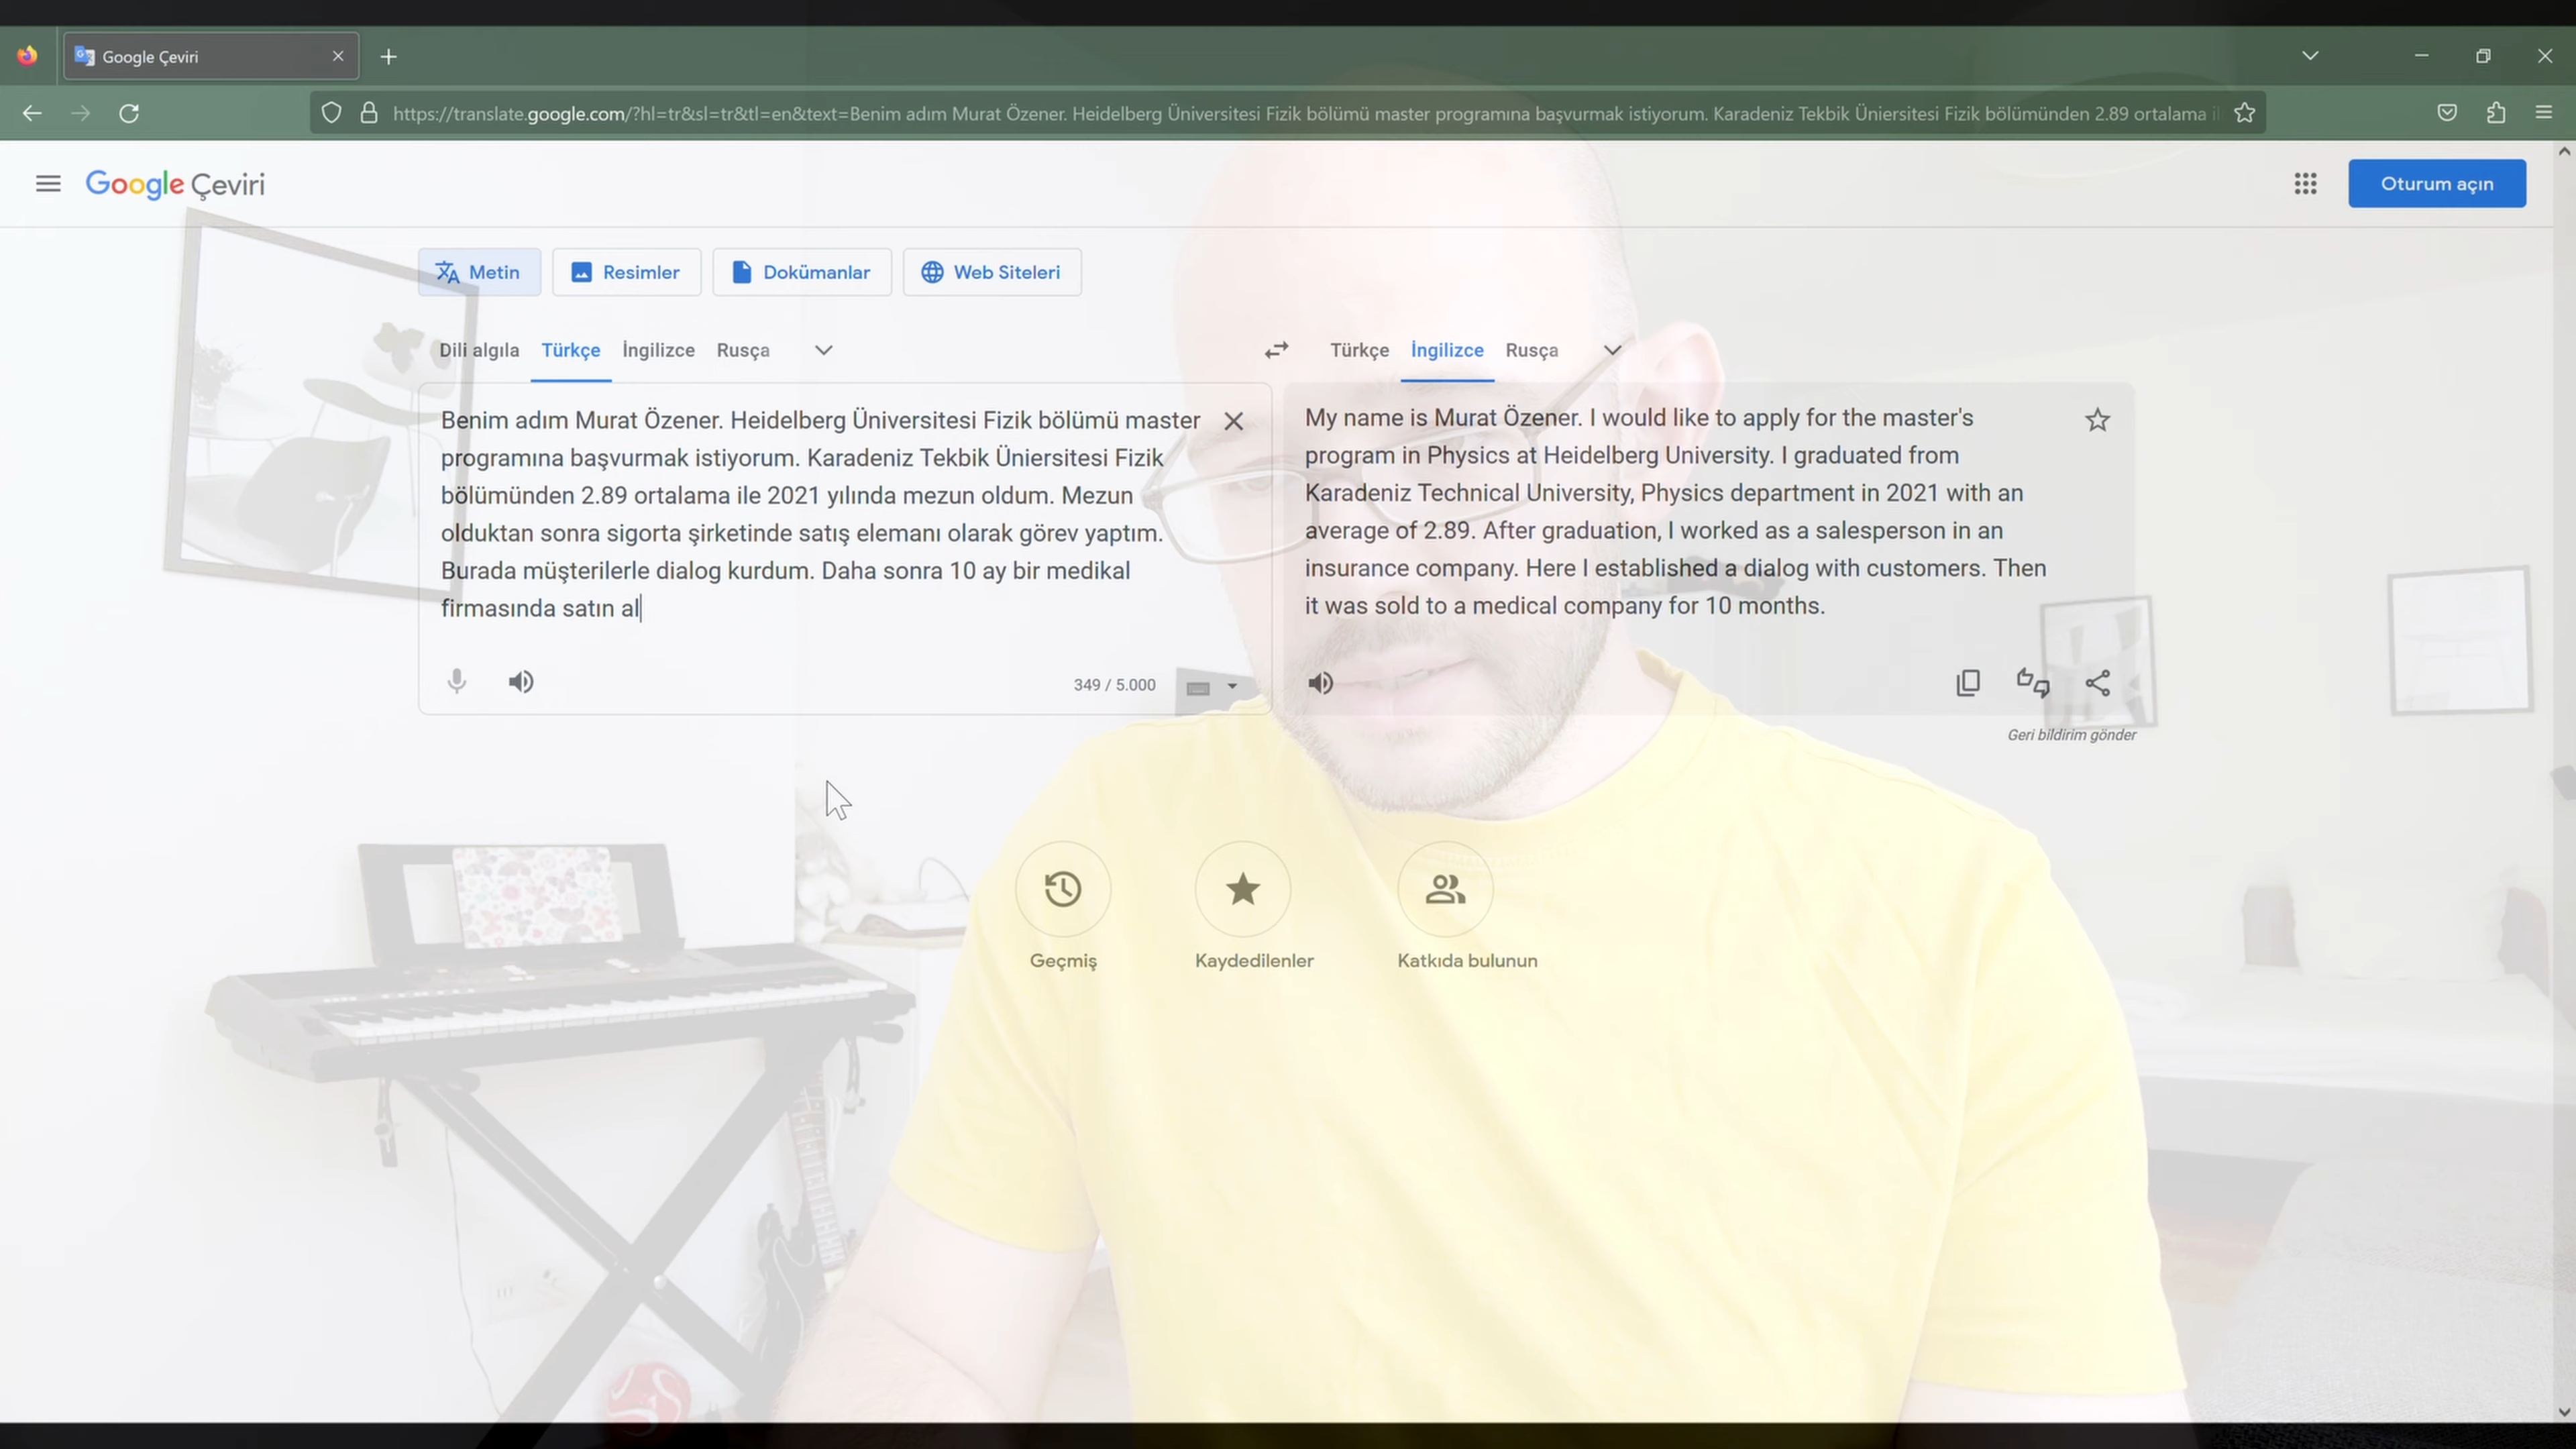 Google Çeviri
https://translate.google.com/?hl=tr&sl=tr&tl=en&text=Benim adım Murat Özener. Heidelberg Üniversitesi Fizik bölümü master programına başvurmak istiyorum. Karadeniz Tekbik Üniersitesi Fizik bölümünden 2.89 ortalama il
Google Çeviri
Oturum açın
Metin
Resimler
Dokümanlar
Web Siteleri
Dili algıla
Türkçe
İngilizce
Rusça
Türkçe
İngilizce
Rusça
Benim adım Murat Özener. Heidelberg Üniversitesi Fizik bölümü master
programına başvurmak istiyorum. Karadeniz Tekbik Üniersitesi Fizik
bölümünden 2.89 ortalama ile 2021 yılında mezun oldum. Mezun
olduktan sonra sigorta şirketinde satış elemanı olarak görev yaptım.
Burada müşterilerle dialog kurdum. Daha sonra 10 ay bir medikal
firmasında satın al
349 / 5.000
My name is Murat Özener. I would like to apply for the master's
program in Physics at Heidelberg University. I graduated from
Karadeniz Technical University, Physics department in 2021 with an
average of 2.89. After graduation, I worked as a salesperson in an
insurance company. Here I established a dialog with customers. Then
it was sold to a medical company for 10 months.
Geri bildirim gönder
Geçmiş
Kaydedilenler
Katkıda bulunun